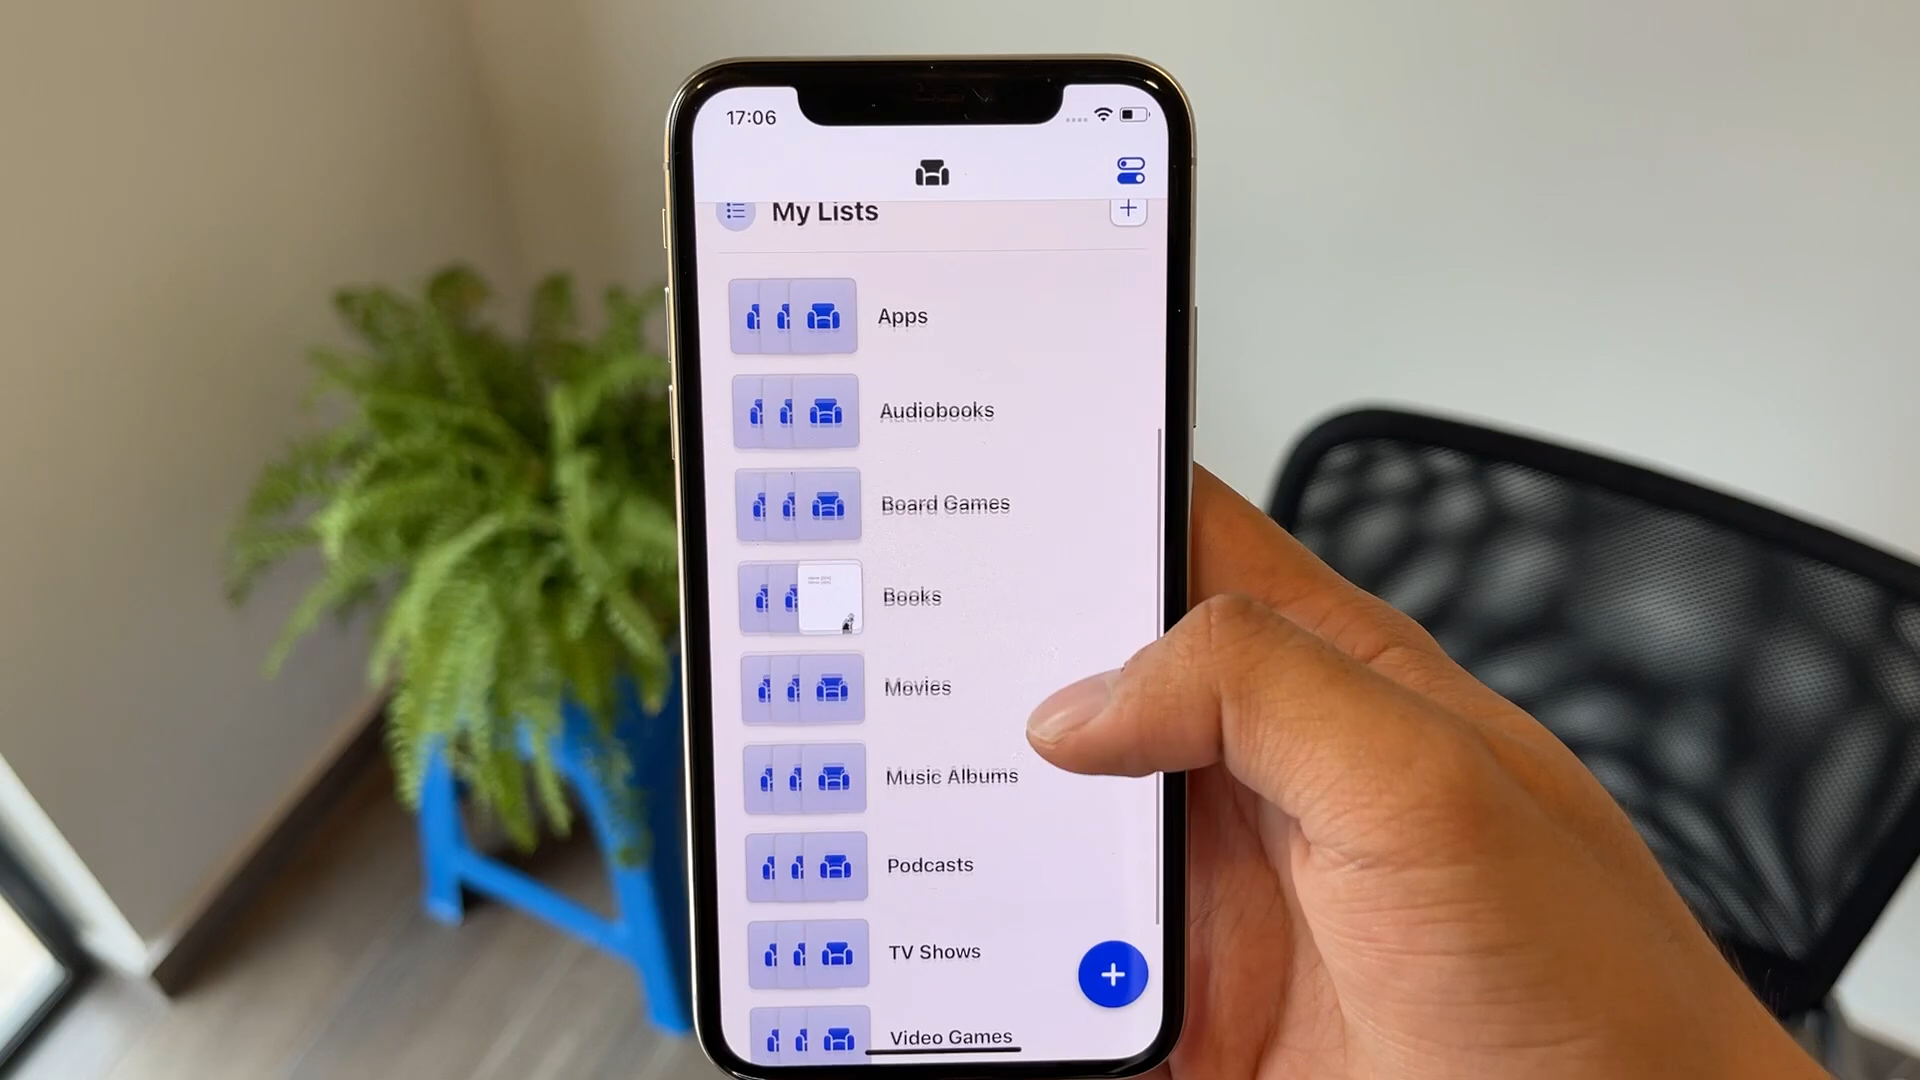 17:06
My Lists
Apps
Audiobooks
Board Games
Books
Movies
Music Albums
Podcasts
TV Shows
Video Games